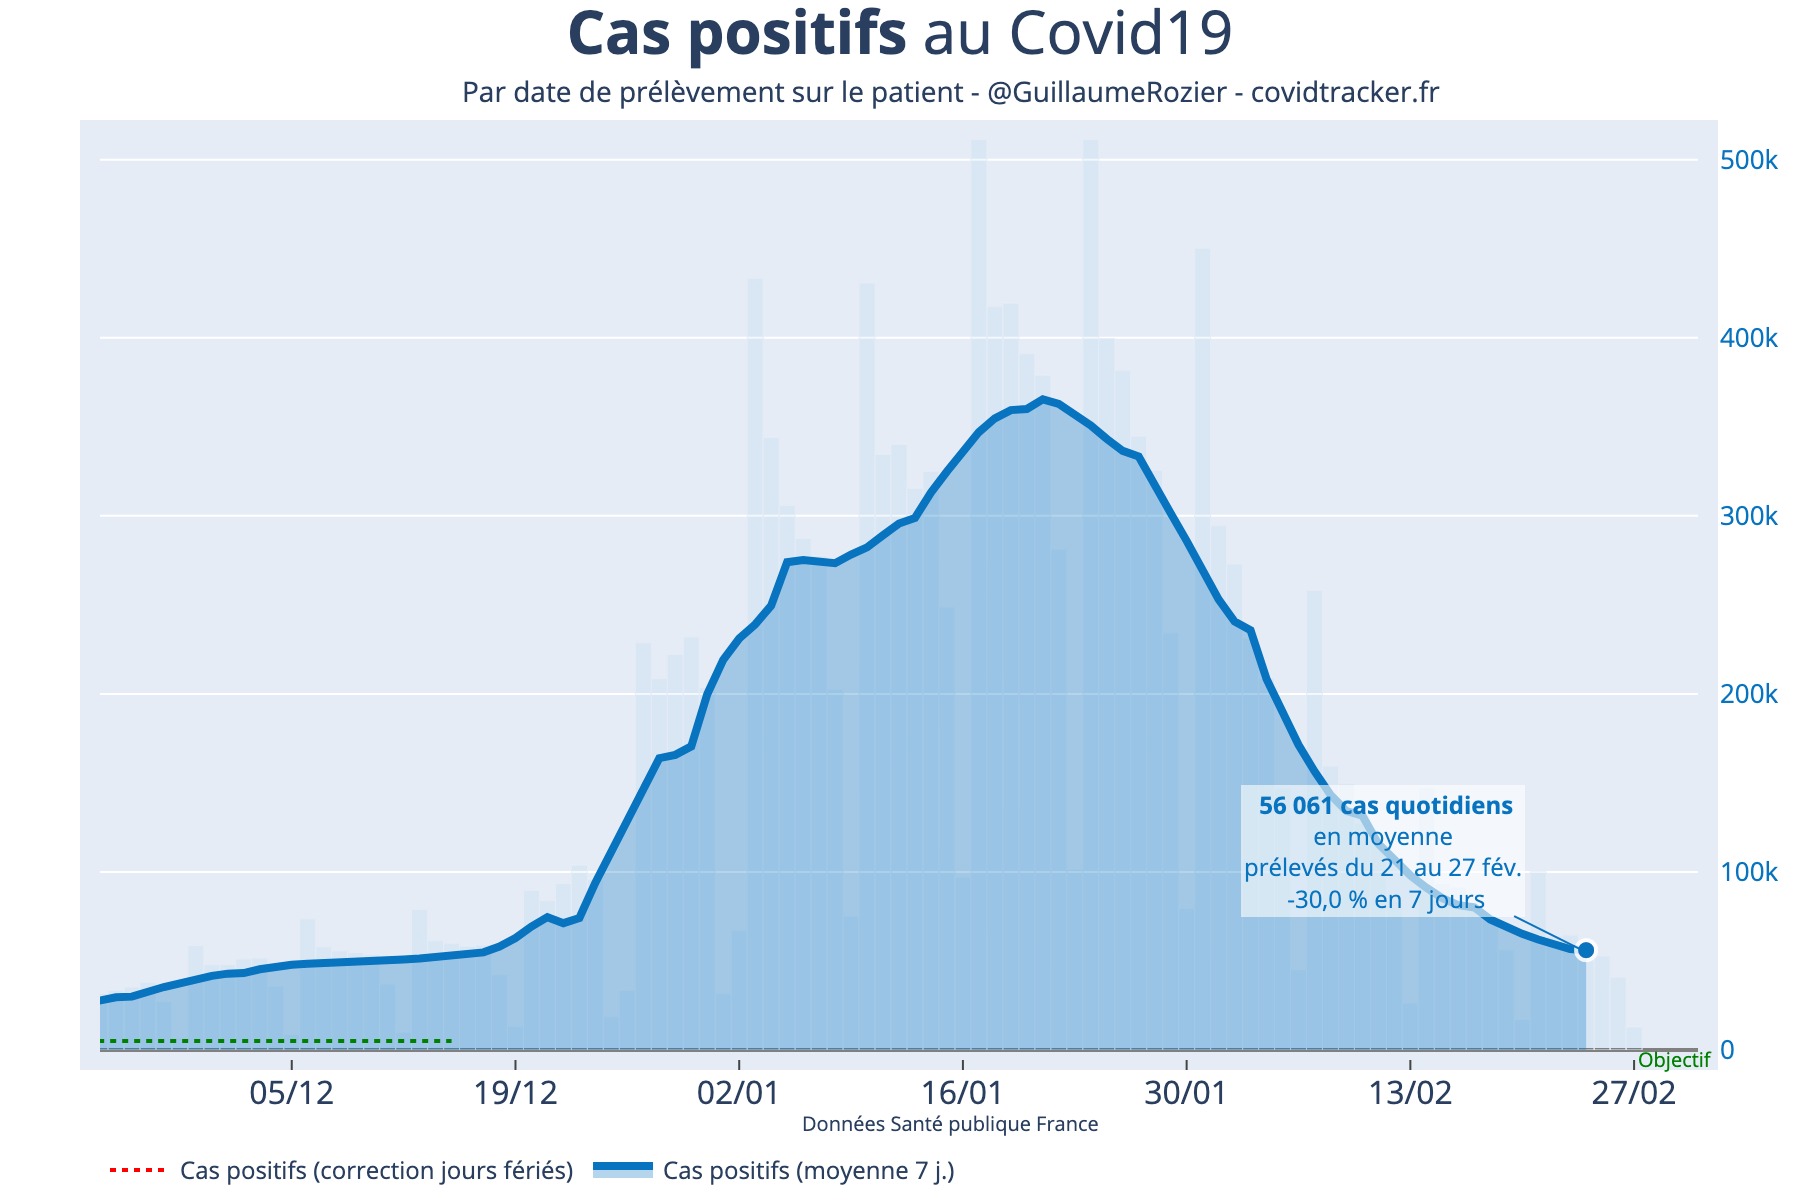 Cas positifs au Covid19
Par date de prélèvement sur le patient - @GuillaumeRozier - covidtracker.fr
500k
400k
300k
200k
100k
0
56 061 cas quotidiens
en moyenne
prélevés du 21 au 27 fév.
-30,0 % en 7 jours
Objectif
05/12 19/12 02/01 16/01 30/01 13/02 27/02
Données Santé publique France
Cas positifs (correction jours fériés) Cas positifs (moyenne 7 j.)